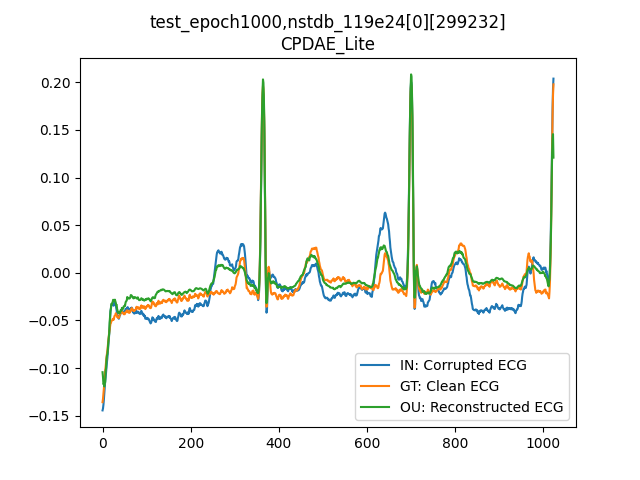 test_epoch1000,nstdb_119e24[0][299232]
CPDAE_Lite
0.20
0.15
0.10
0.05
0.00
−0.05
−0.10
−0.15
IN: Corrupted ECG
GT: Clean ECG
OU: Reconstructed ECG
0 200 400 600 800 1000